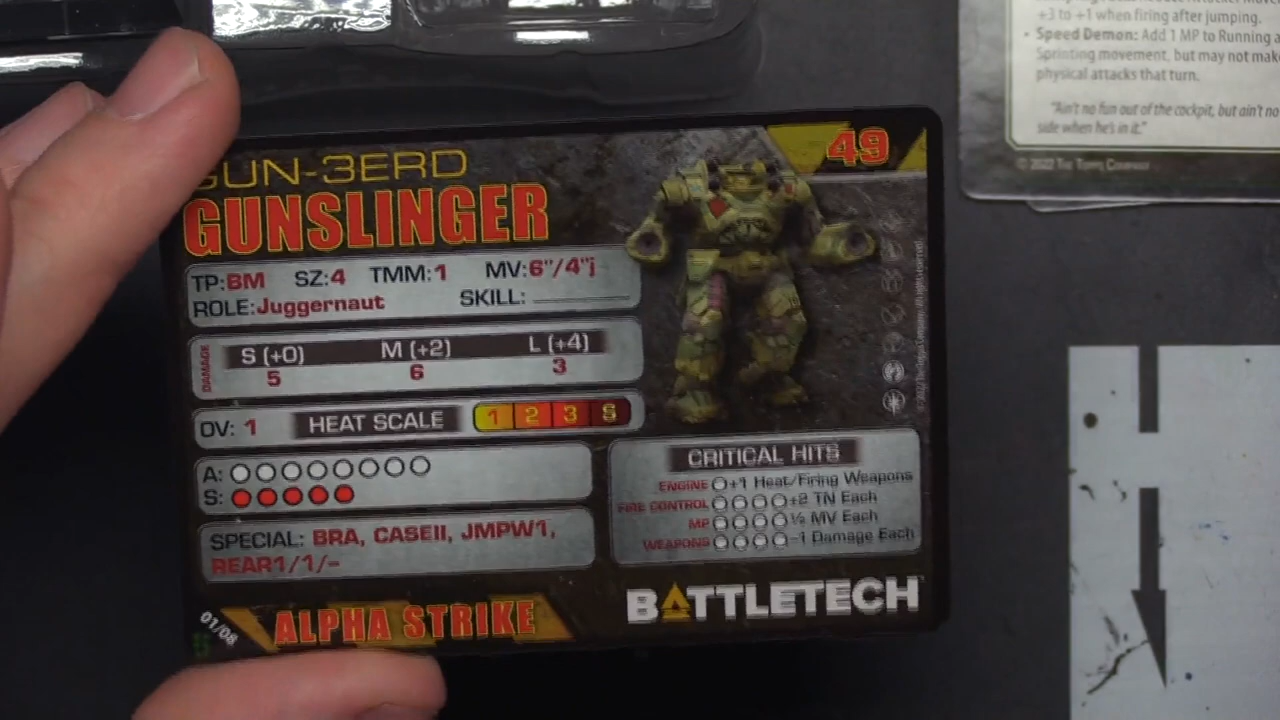 +3 to +1 when firing after jumping.
• Speed Demon: Add 1 MP to Running a
Sprinting movement, but may not mak
physical attacks that turn.
"Ain't no fun out of the cockpit, but ain't no
side when he's in it."
© 2022 The Topps Company
GUN-3ERD
49
GUNSLINGER
TP:BM SZ:4 TMM:1 MV:6"/4"j
ROLE:Juggernaut SKILL:
DAMAGE
S (+0) M (+2) L (+4)
5 6 3
OV: 1 HEAT SCALE 1 2 3 S
A:
S:
SPECIAL: BRA, CASEII, JMPW1,
REAR1/1/-
CRITICAL HITS
ENGINE +1 Heat/Firing Weapons
FIRE CONTROL +2 TN Each
MP ½ MV Each
WEAPONS -1 Damage Each
01/08
ALPHA STRIKE
BATTLETECH